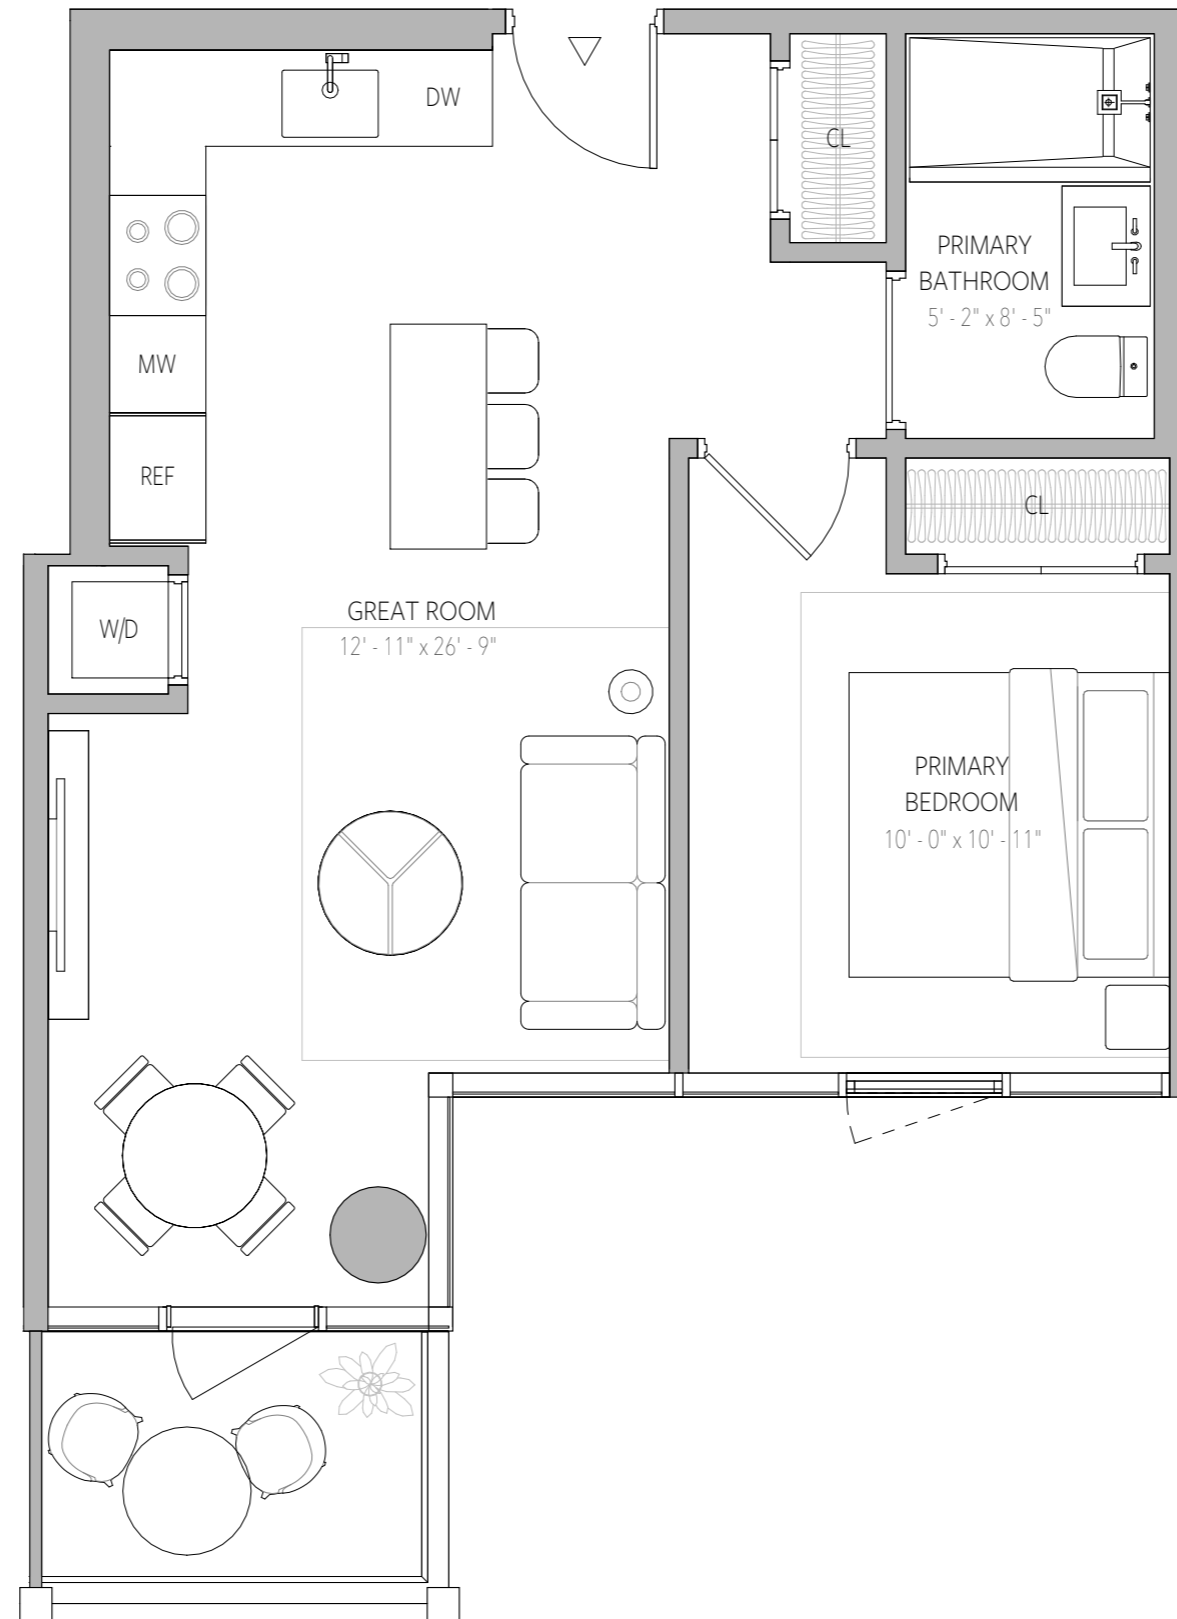 DW
CL
PRIMARY
BATHROOM
5' - 2" x 8' - 5"
MW
REF
CL
GREAT ROOM
12' - 11" x 26' - 9"
W/D
PRIMARY
BEDROOM
10' - 0" x 10' - 11"